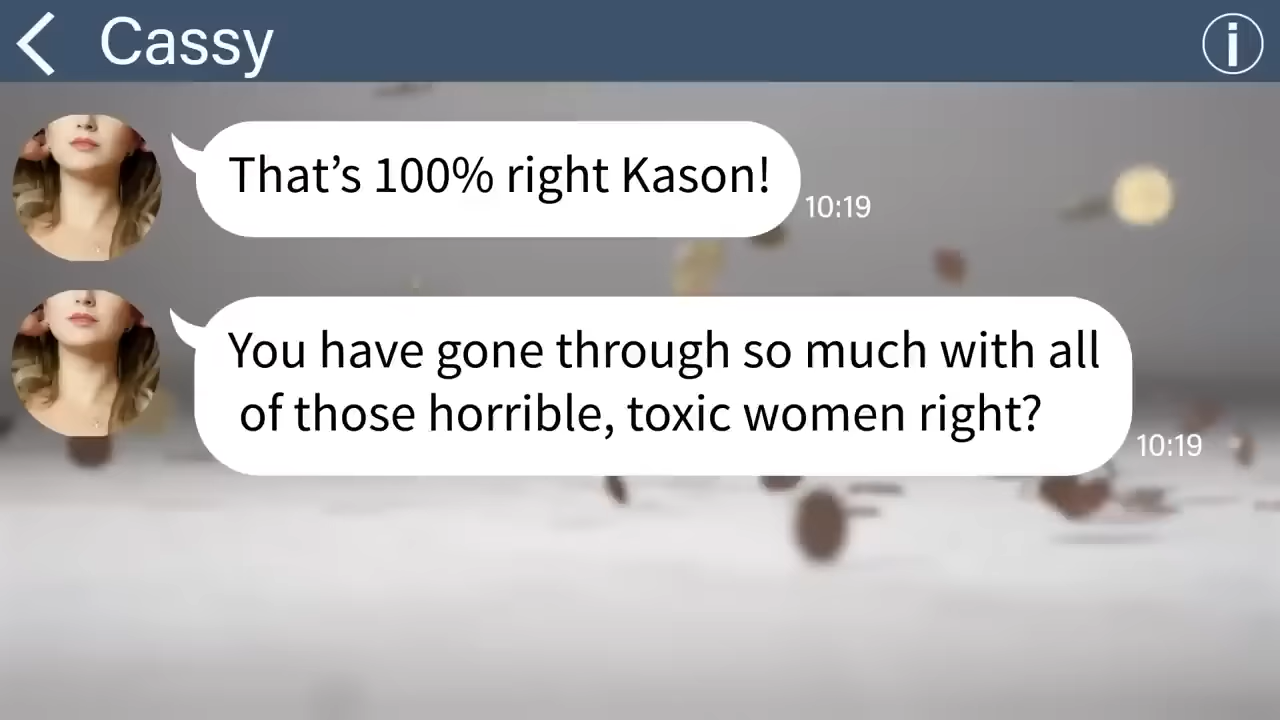 Cassy
That’s 100% right Kason!
10:19
You have gone through so much with all
of those horrible, toxic women right?
10:19